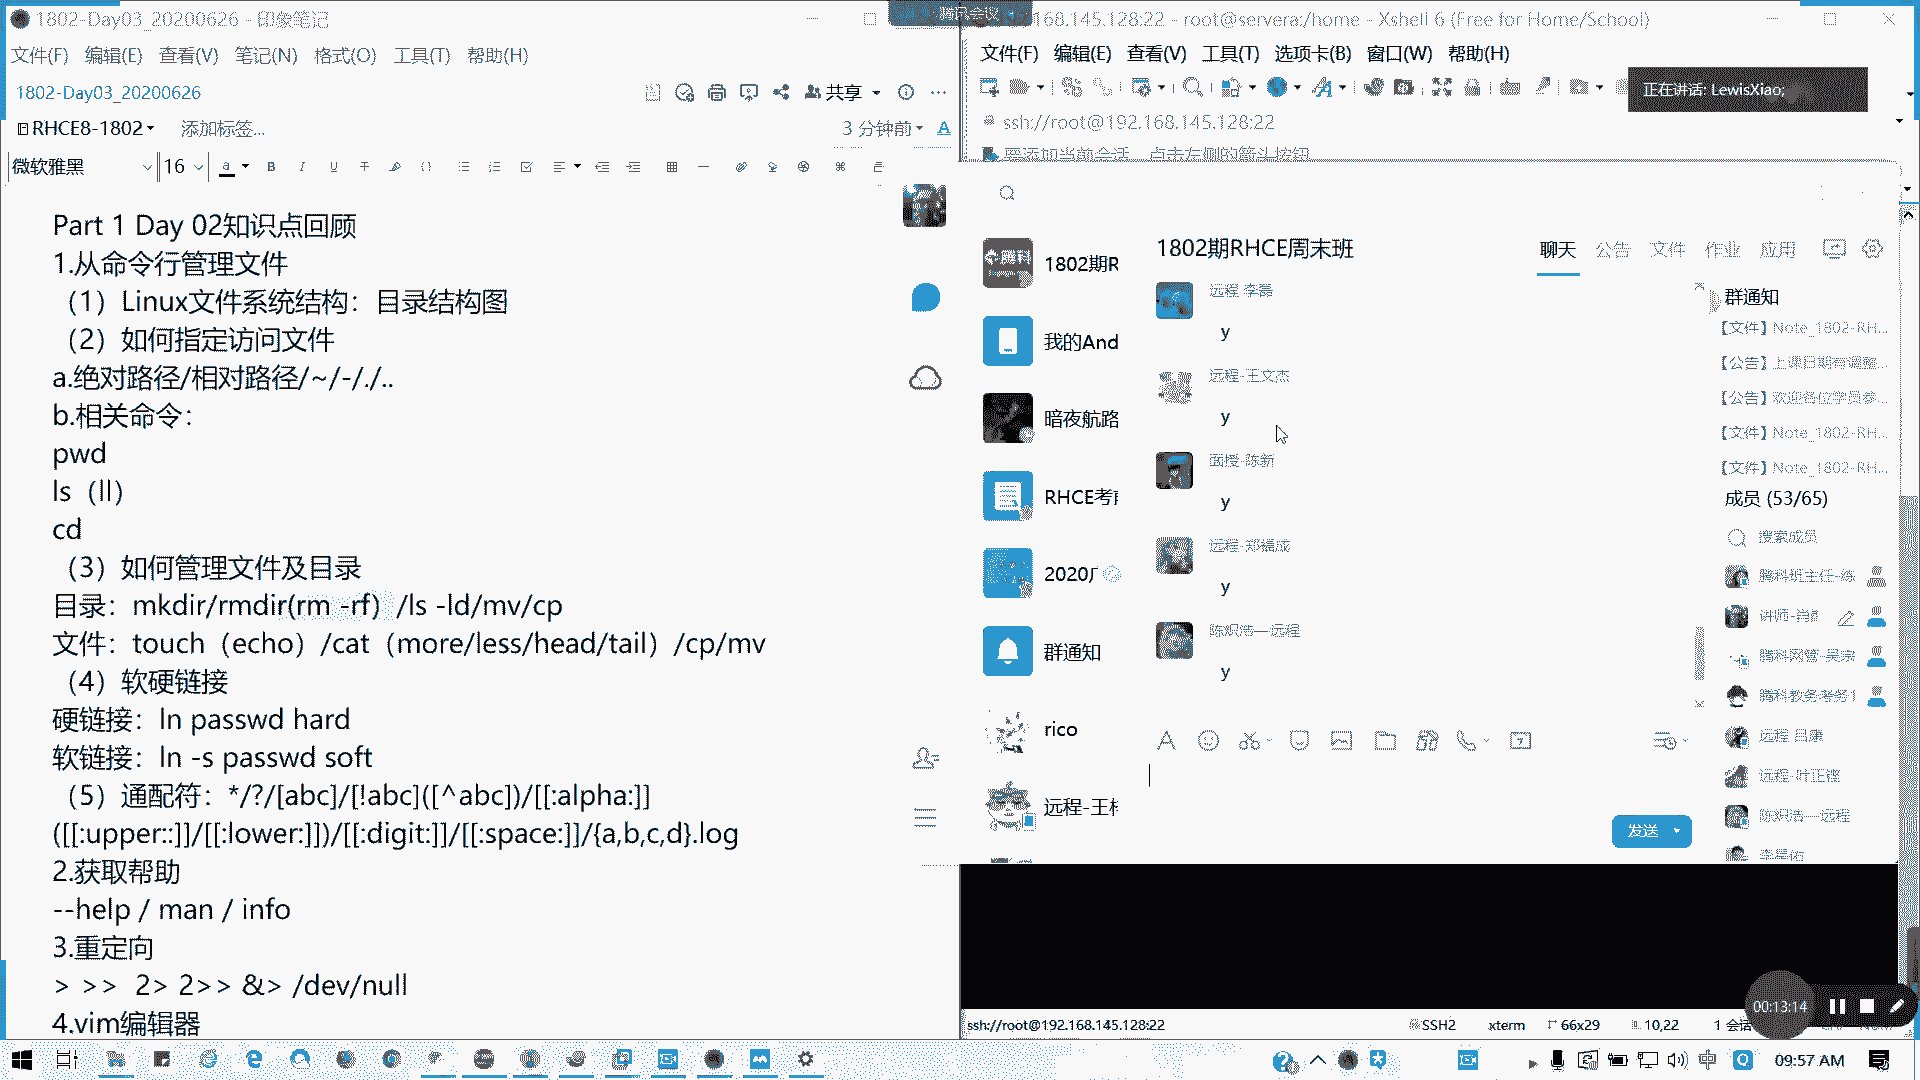 1802-Day03_20200626 - 印象笔记
文件(F) 编辑(E) 查看(V) 笔记(N) 格式(O) 工具(T) 帮助(H)
1802-Day03_20200626
共享
RHCE8-1802 添加标签...
3 分钟前
微软雅黑 16
Part 1 Day 02知识点回顾
1.从命令行管理文件
（1）Linux文件系统结构：目录结构图
（2）如何指定访问文件
a.绝对路径/相对路径/~/-/./..
b.相关命令：
pwd
ls（ll）
cd
（3）如何管理文件及目录
目录：mkdir/rmdir(rm -rf）/ls -ld/mv/cp
文件：touch（echo）/cat（more/less/head/tail）/cp/mv
（4）软硬链接
硬链接：ln passwd hard
软链接：ln -s passwd soft
（5）通配符：*/?/[abc]/[!abc]([^abc])/[[:alpha:]]
([[:upper::]]/[[:lower:]])/[[:digit:]]/[[:space:]]/{a,b,c,d}.log
2.获取帮助
--help / man / info
3.重定向
> >> 2> 2>> &> /dev/null
4.vim编辑器
腾讯会议
168.145.128:22 - root@servera:/home - Xshell 6 (Free for Home/School)
文件(F) 编辑(E) 查看(V) 工具(T) 选项卡(B) 窗口(W) 帮助(H)
正在讲话: LewisXiao;
ssh://root@192.168.145.128:22
要添加当前会话，点击左侧的箭头按钮
1802期R
我的And
暗夜航路
RHCE考前
2020广
群通知
rico
远程-王
1802期RHCE周末班
聊天 公告 文件 作业 应用
远程 李磊
y
远程-王文杰
y
面授-陈新
y
远程-郑福成
y
陈炽浩—远程
y
发送
群通知
【文件】Note_1802-RH...
【公告】上课日期有调整...
【公告】欢迎各位学员参...
【文件】Note_1802-RH...
【文件】Note_1802-RH...
成员 (53/65)
搜索成员
腾科班主任-练
讲师-肖
腾科网管-吴宗
腾科教务-考务1
远程 吕康
远程-叶正铿
陈炽浩—远程
00:13:14
ssh://root@192.168.145.128:22 SSH2 xterm 66x29 10,22 1 会话
中
09:57 AM